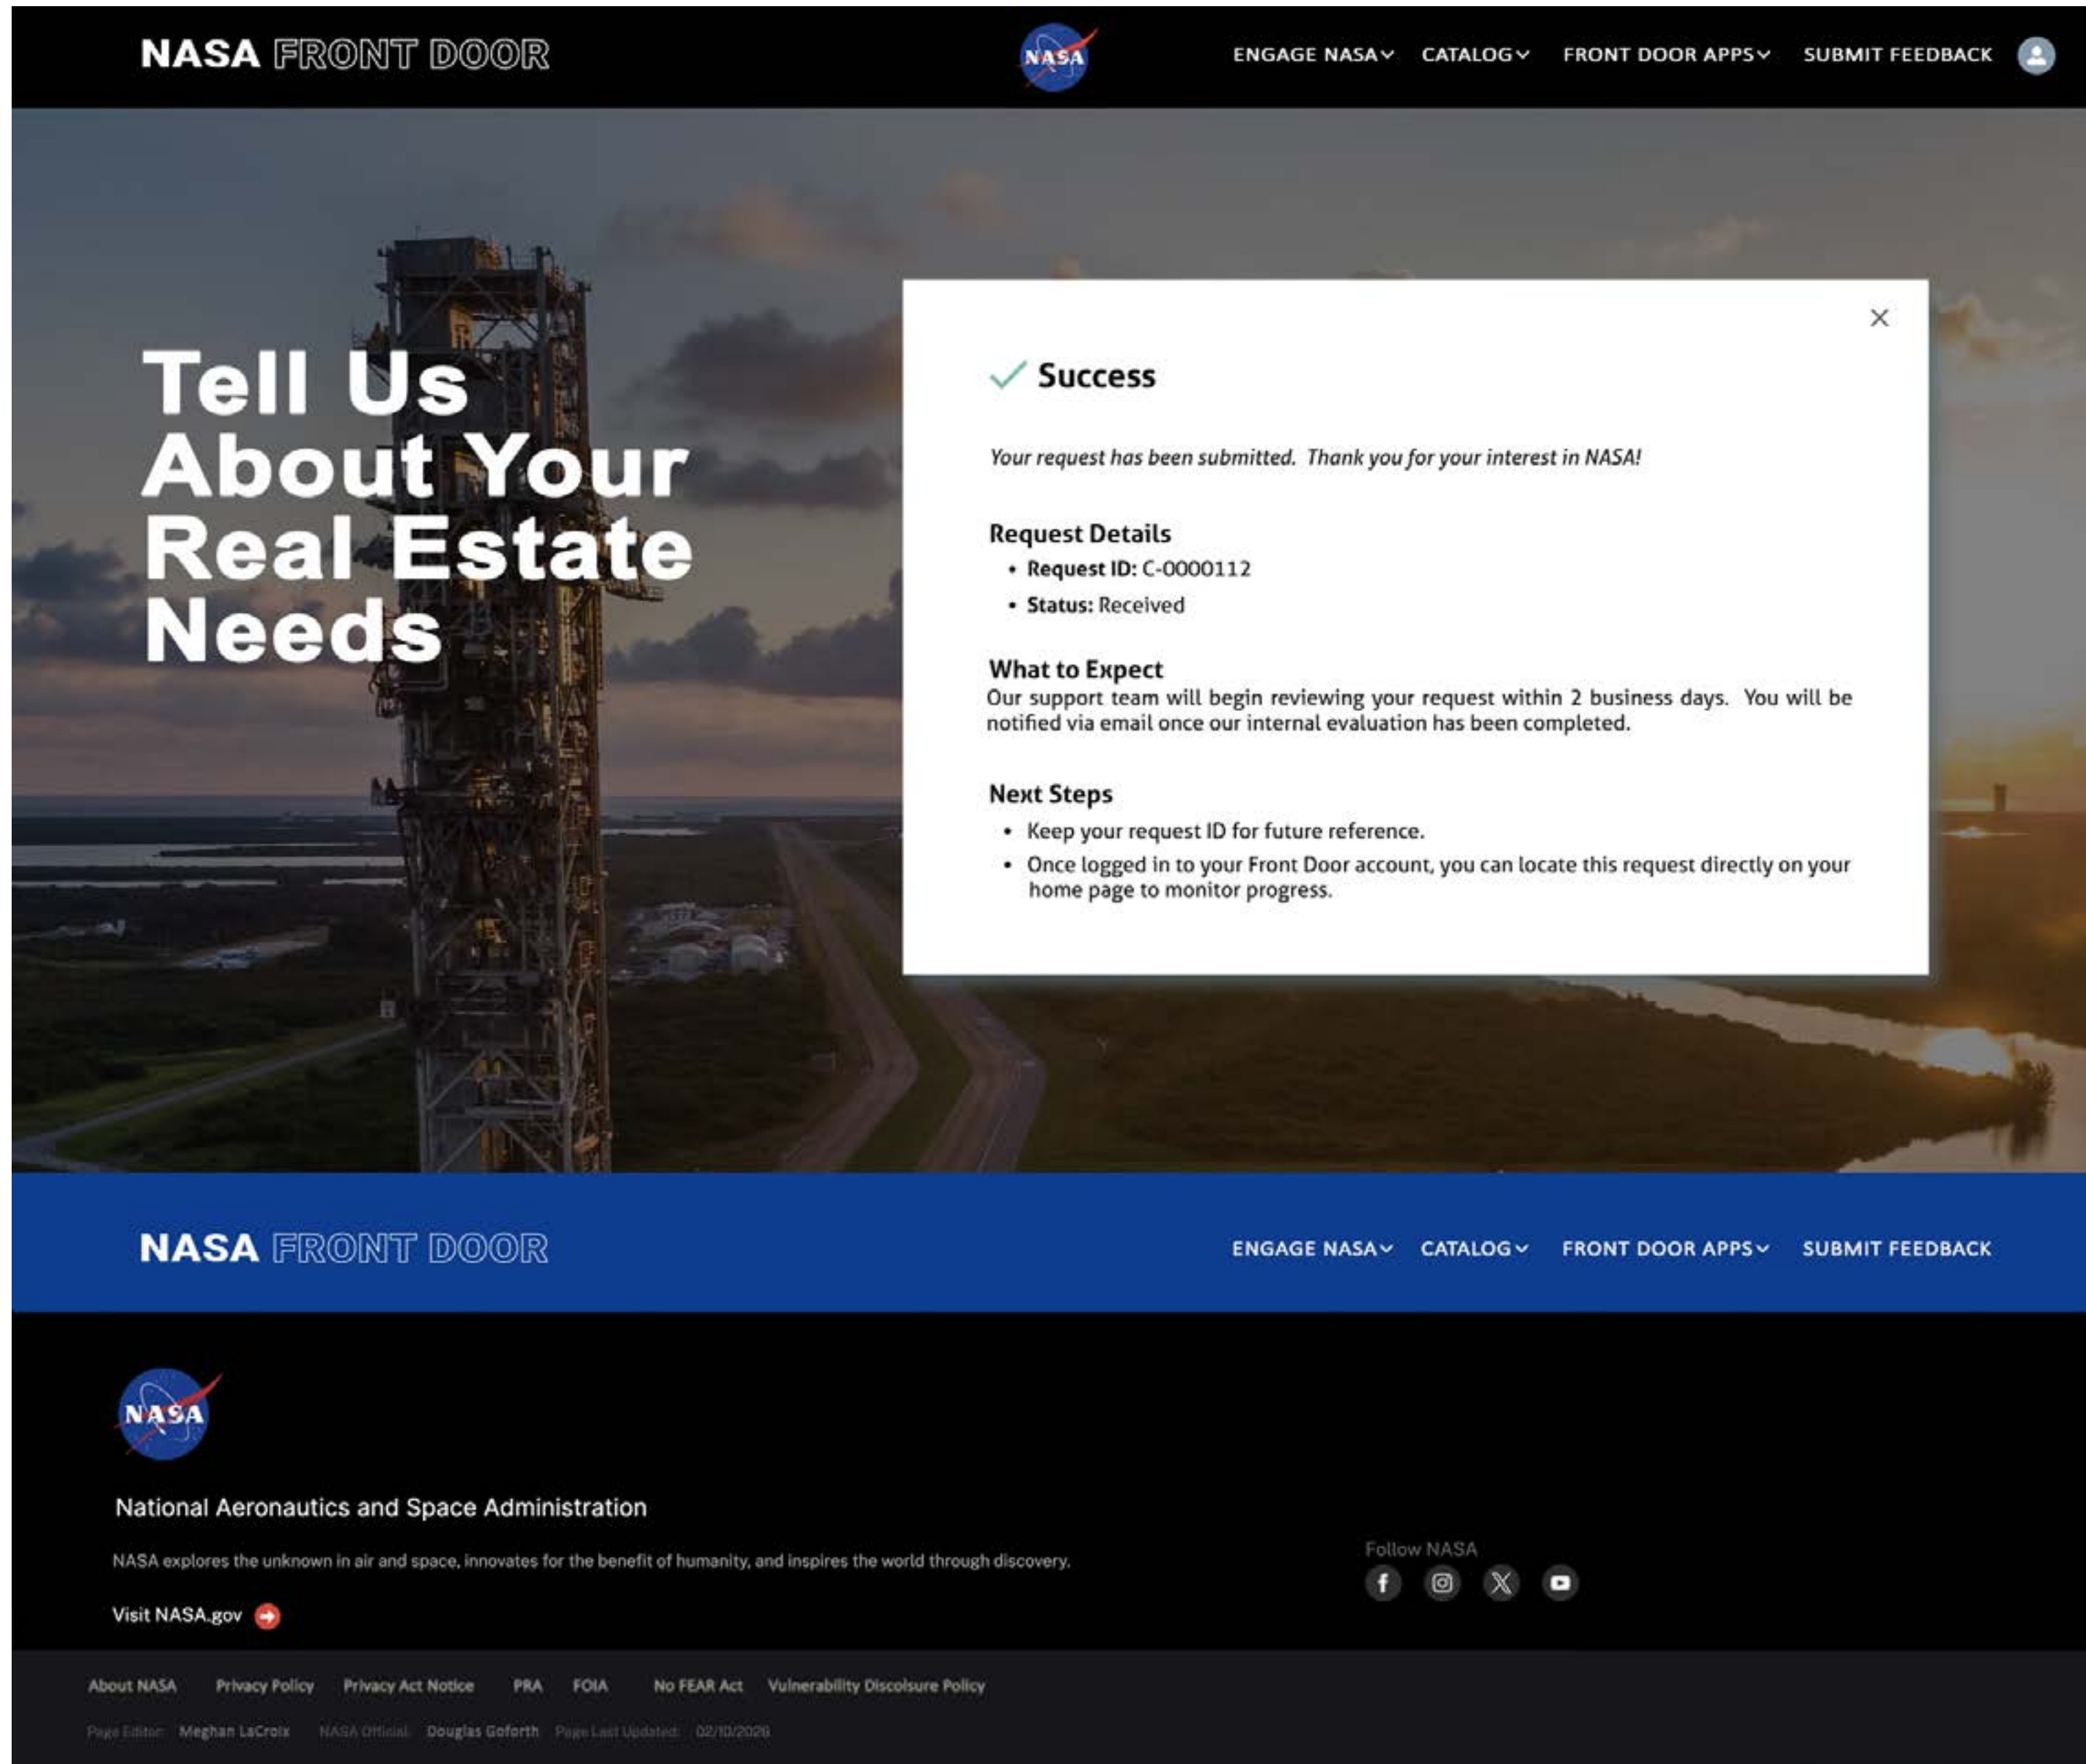 NASA FRONT DOOR
NASA
ENGAGE NASA CATALOG FRONT DOOR APPS SUBMIT FEEDBACK
Tell Us
About Your
Real Estate
Needs
Success
Your request has been submitted. Thank you for your interest in NASA!
Request Details
• Request ID: C-0000112
• Status: Received
What to Expect
Our support team will begin reviewing your request within 2 business days. You will be
notified via email once our internal evaluation has been completed.
Next Steps
• Keep your request ID for future reference.
• Once logged in to your Front Door account, you can locate this request directly on your
home page to monitor progress.
NASA FRONT DOOR
ENGAGE NASA CATALOG FRONT DOOR APPS SUBMIT FEEDBACK
NASA
National Aeronautics and Space Administration
NASA explores the unknown in air and space, innovates for the benefit of humanity, and inspires the world through discovery.
Visit NASA.gov
Follow NASA
About NASA Privacy Policy Privacy Act Notice PRA FOIA No FEAR Act Vulnerability Discolsure Policy
Page Editor: Meghan LaCroix NASA Official: Douglas Goforth Page Last Updated: 02/10/2026